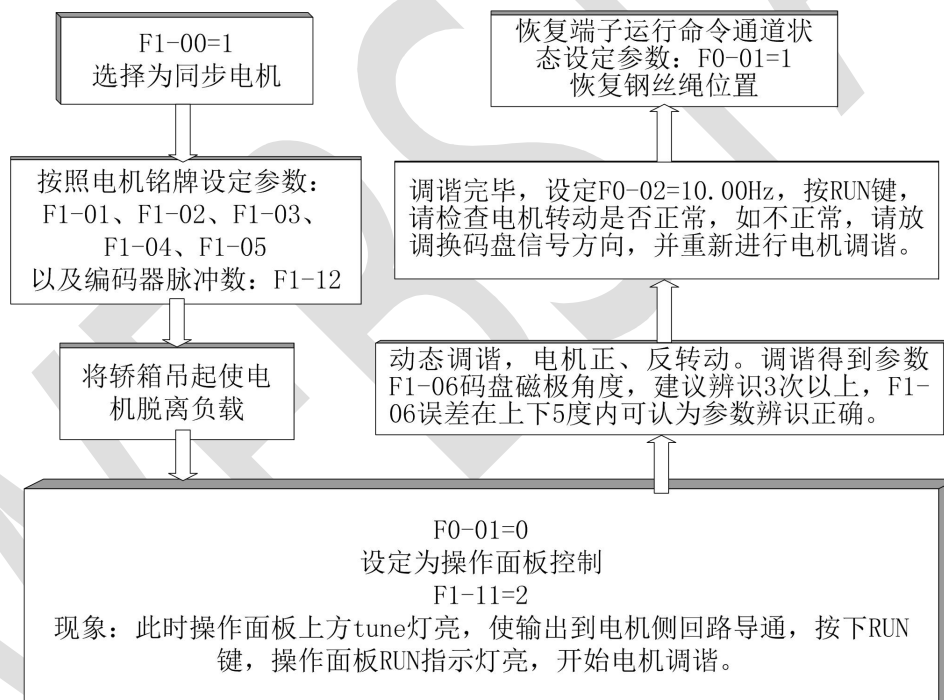 F1-00=1
选择为同步电机
按照电机铭牌设定参数：
F1-01、F1-02、F1-03、
F1-04、F1-05
以及编码器脉冲数：F1-12
将轿箱吊起使电
机脱离负载
F0-01=0
设定为操作面板控制
F1-11=2
现象：此时操作面板上方tune灯亮，使输出到电机侧回路导通，按下RUN
键，操作面板RUN指示灯亮，开始电机调谐。
动态调谐，电机正、反转动。调谐得到参数
F1-06码盘磁极角度，建议辨识3次以上，F1-
06误差在上下5度内可认为参数辨识正确。
调谐完毕，设定F0-02=10.00Hz，按RUN键，
请检查电机转动是否正常，如不正常，请放
调换码盘信号方向，并重新进行电机调谐。
恢复端子运行命令通道状
态设定参数：F0-01=1
恢复钢丝绳位置